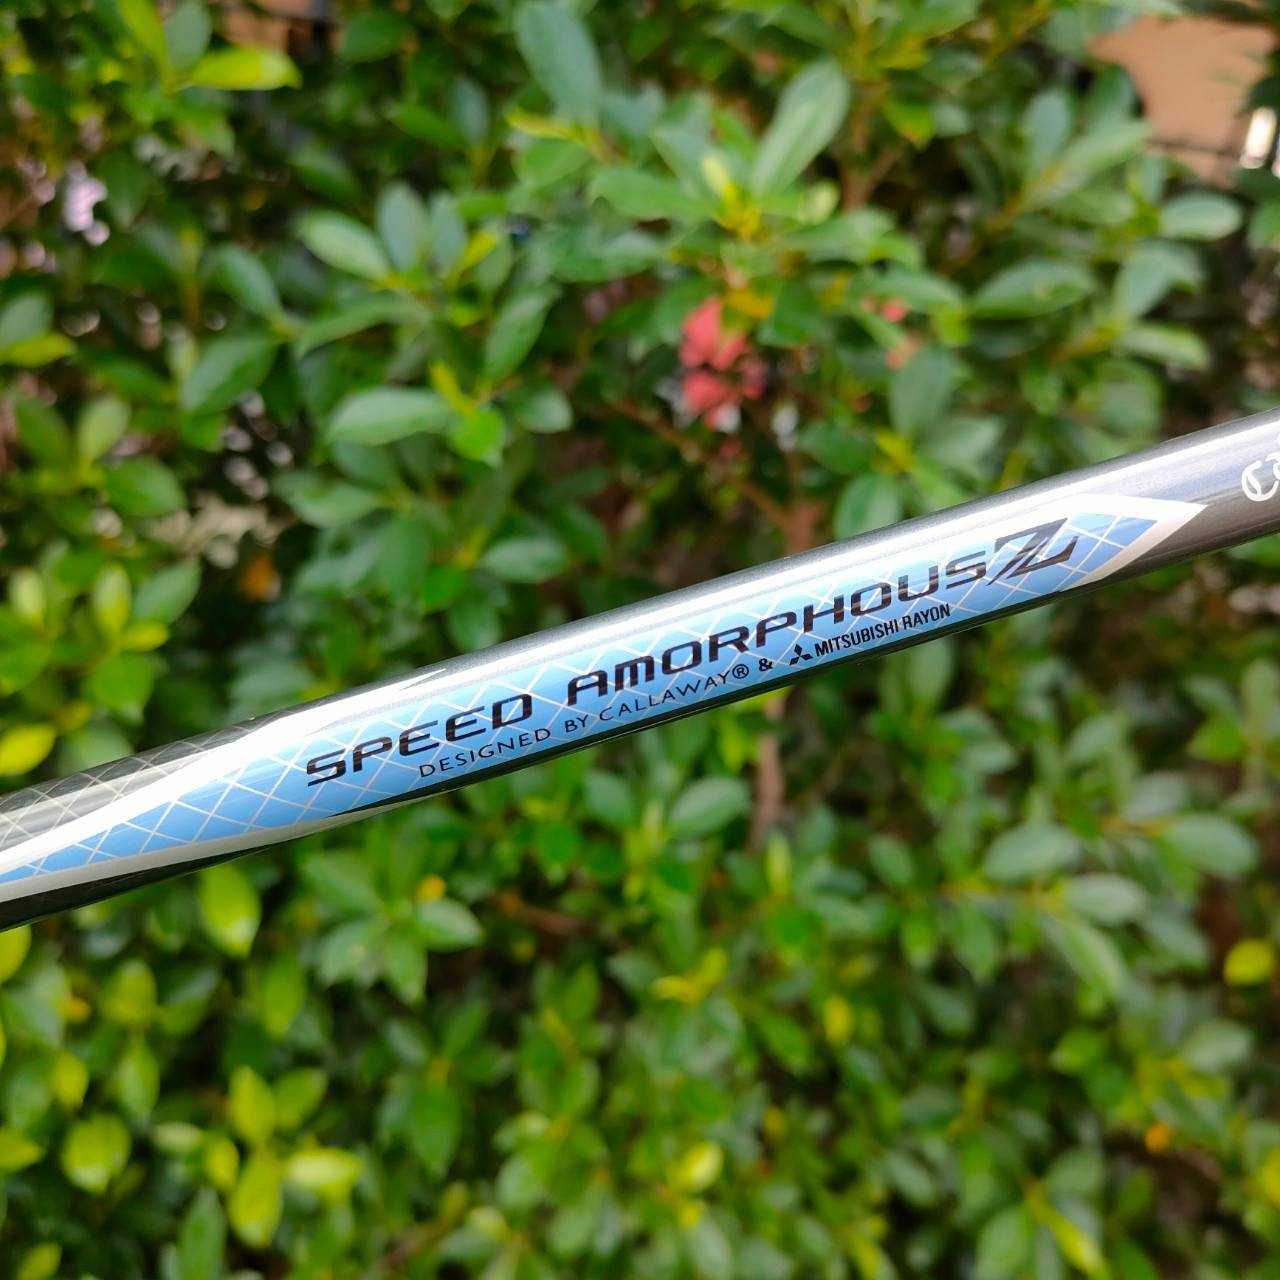 SPEED AMORPHOUS Z
DESIGNED BY CALLAWAY® & MITSUBISHI RAYON